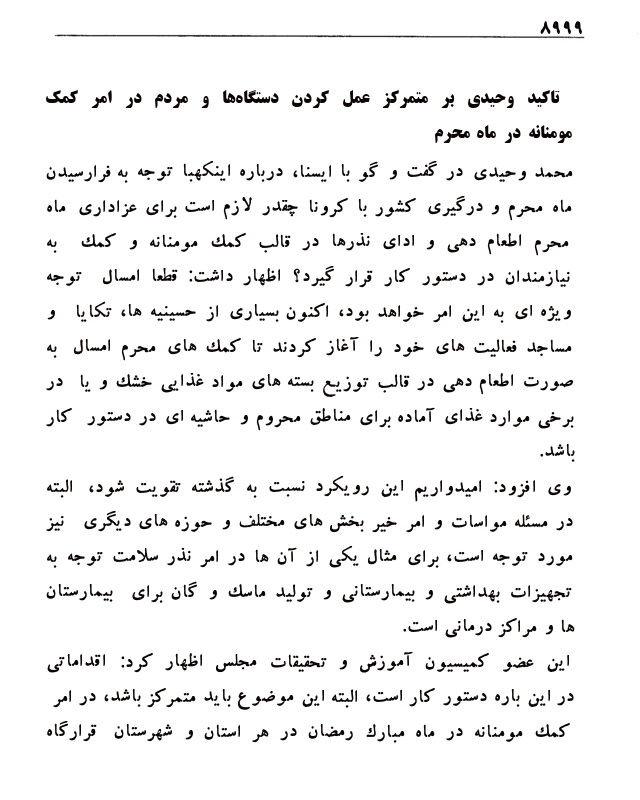 ۸۹۹۹
تاکید وحیدی بر متمرکز عمل کردن دستگاه‌ها و مردم در امر کمک
مومنانه در ماه محرم
محمد وحیدی در گفت و گو با ایسنا، درباره اینکهبا توجه به فرارسیدن
ماه محرم و درگیری کشور با کرونا چقدر لازم است برای عزاداری ماه
محرم اطعام دهی و ادای نذرها در قالب کمک مومنانه و کمک به
نیازمندان در دستور کار قرار گیرد؟ اظهار داشت: قطعا امسال توجه
ویژه ای به این امر خواهد بود، اکنون بسیاری از حسینیه ها، تکایا و
مساجد فعالیت های خود را آغاز کردند تا کمک های محرم امسال به
صورت اطعام دهی در قالب توزیع بسته های مواد غذایی خشک و یا در
برخی موارد غذای آماده برای مناطق محروم و حاشیه ای در دستور کار
باشد.
وی افزود: امیدواریم این رویکرد نسبت به گذشته تقویت شود، البته
در مسئله مواسات و امر خیر بخش های مختلف و حوزه های دیگری نیز
مورد توجه است، برای مثال یکی از آن ها در امر نذر سلامت توجه به
تجهیزات بهداشتی و بیمارستانی و تولید ماسک و گان برای بیمارستان
ها و مراکز درمانی است.
این عضو کمیسیون آموزش و تحقیقات مجلس اظهار کرد: اقداماتی
در این باره دستور کار است، البته این موضوع باید متمرکز باشد، در امر
کمک مومنانه در ماه مبارک رمضان در هر استان و شهرستان قرارگاه